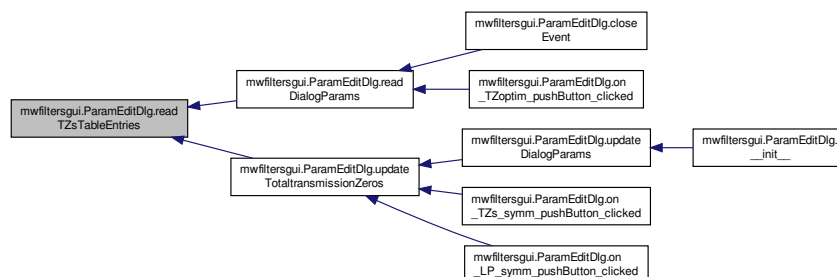 mwfiltersgui.ParamEditDlg.read
TZsTableEntries
mwfiltersgui.ParamEditDlg.read
DialogParams
mwfiltersgui.ParamEditDlg.close
Event
mwfiltersgui.ParamEditDlg.on
_TZoptim_pushButton_clicked
mwfiltersgui.ParamEditDlg.update
TotaltransmissionZeros
mwfiltersgui.ParamEditDlg.update
DialogParams
mwfiltersgui.ParamEditDlg.
__init__
mwfiltersgui.ParamEditDlg.on
_TZs_symm_pushButton_clicked
mwfiltersgui.ParamEditDlg.on
_LP_symm_pushButton_clicked